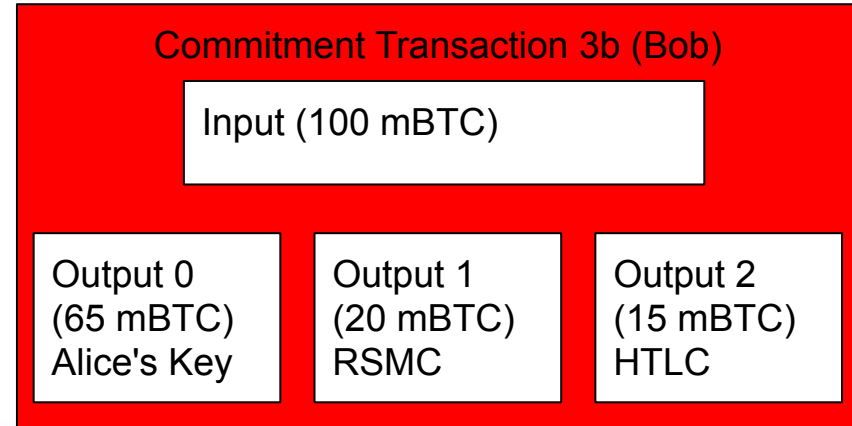 Commitment Transaction 3b (Bob)
Input (100 mBTC)
Output 0
(65 mBTC)
Alice's Key
Output 1
(20 mBTC)
RSMC
Output 2
(15 mBTC)
HTLC